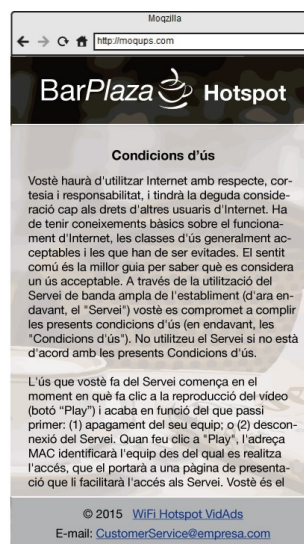 Moqzilla
http://moqups.com
BarPlaza Hotspot
Condicions d'ús
Vostè haurà d'utilitzar Internet amb respecte, cor-
tesia i responsabilitat, i tindrà la deguda conside-
ració cap als drets d'altres usuaris d'Internet. Ha
de tenir coneixements bàsics sobre el funciona-
ment d'Internet, les classes d'ús generalment ac-
ceptables i les que han de ser evitades. El sentit
comú és la millor guia per saber què es considera
un ús acceptable. A través de la utilització del
Servei de banda ampla de l'establiment (d'ara en-
davant, el "Servei") vostè es compromet a complir
les presents condicions d'ús (en endavant, les
"Condicions d'ús"). No utilitzeu el Servei si no està
d'acord amb les presents Condicions d'ús.
L'ús que vostè fa del Servei comença en el
moment en què fa clic a la reproducció del vídeo
(botó “Play”) i acaba en funció del que passi
primer: (1) apagament del seu equip; o (2) descon-
nexió del Servei. Quan feu clic a "Play", l'adreça
MAC identificarà l'equip des del qual es realitza
l'accés, que el portarà a una pàgina de presenta-
ció que li facilitarà l'accés als Servei. Vostè és el
© 2015 WiFi Hotspot VidAds
E-mail: CustomerService@empresa.com